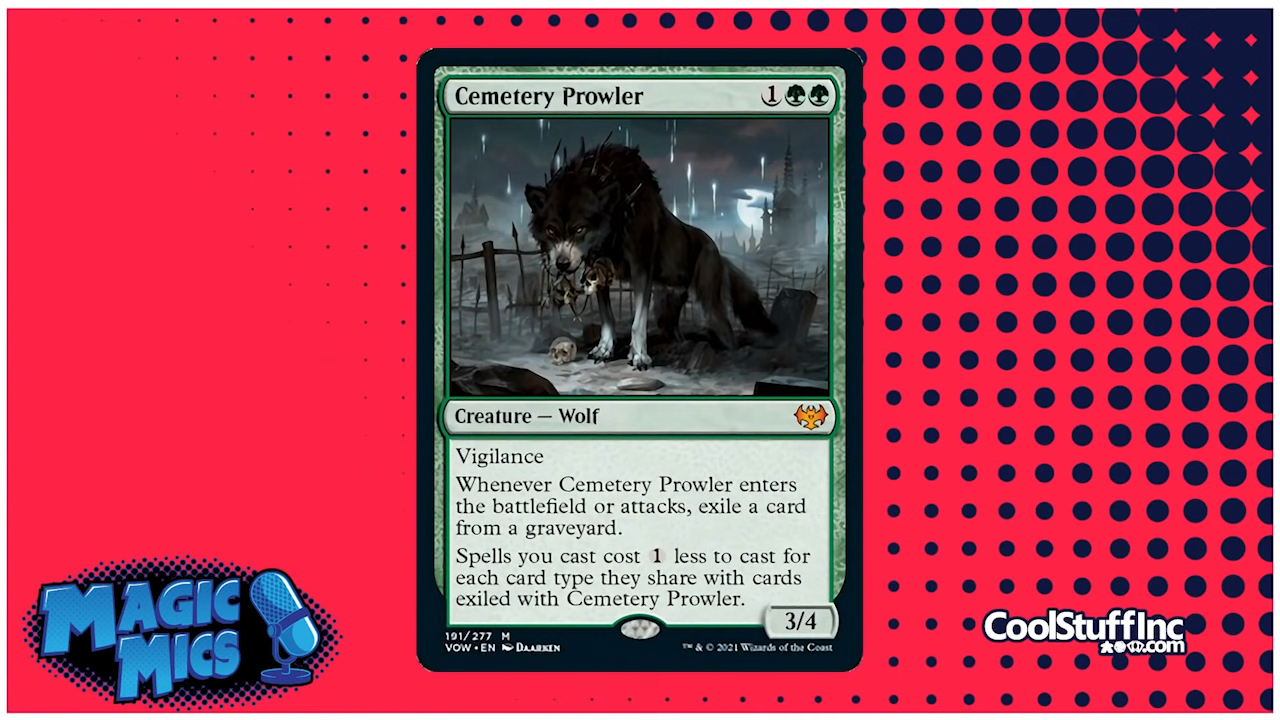 Cemetery Prowler 1
Creature — Wolf
Vigilance
Whenever Cemetery Prowler enters
the battlefield or attacks, exile a card
from a graveyard.
Spells you cast cost 1 less to cast for
each card type they share with cards
exiled with Cemetery Prowler.
3/4
191/277 M
VOW • EN DAARKEN
™ & © 2021 Wizards of the Coast
MAGIC
MICS
CoolStuffInc
.com